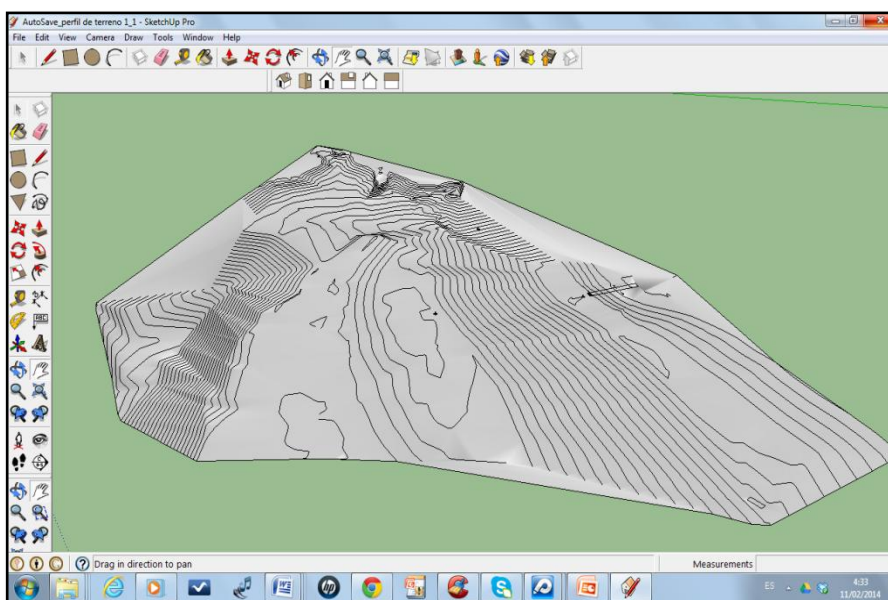 AutoSave_perfil de terreno 1_1 - SketchUp Pro
File Edit View Camera Draw Tools Window Help
ABC
Drag in direction to pan
Measurements
ES
4:33
11/02/2014